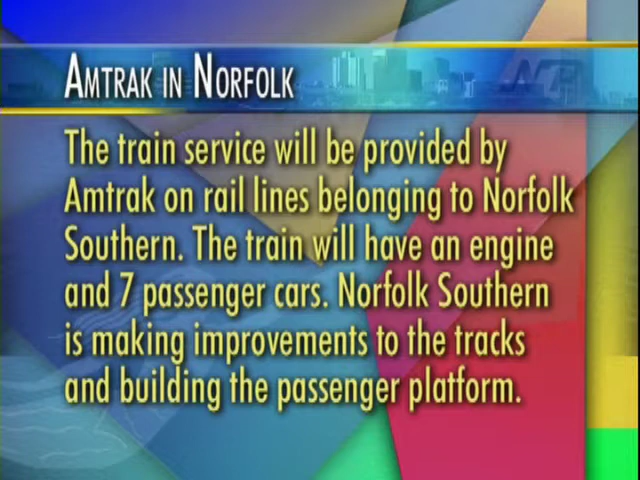 AMTRAK IN NORFOLK
The train service will be provided by
Amtrak on rail lines belonging to Norfolk
Southern. The train will have an engine
and 7 passenger cars. Norfolk Southern
is making improvements to the tracks
and building the passenger platform.